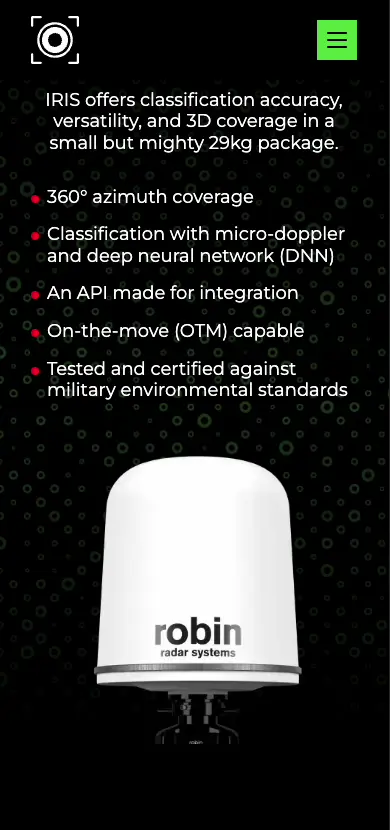 IRIS offers classification accuracy,
versatility, and 3D coverage in a
small but mighty 29kg package.
360° azimuth coverage
Classification with micro-doppler
and deep neural network (DNN)
An API made for integration
On-the-move (OTM) capable
Tested and certified against
military environmental standards
robin
radar systems